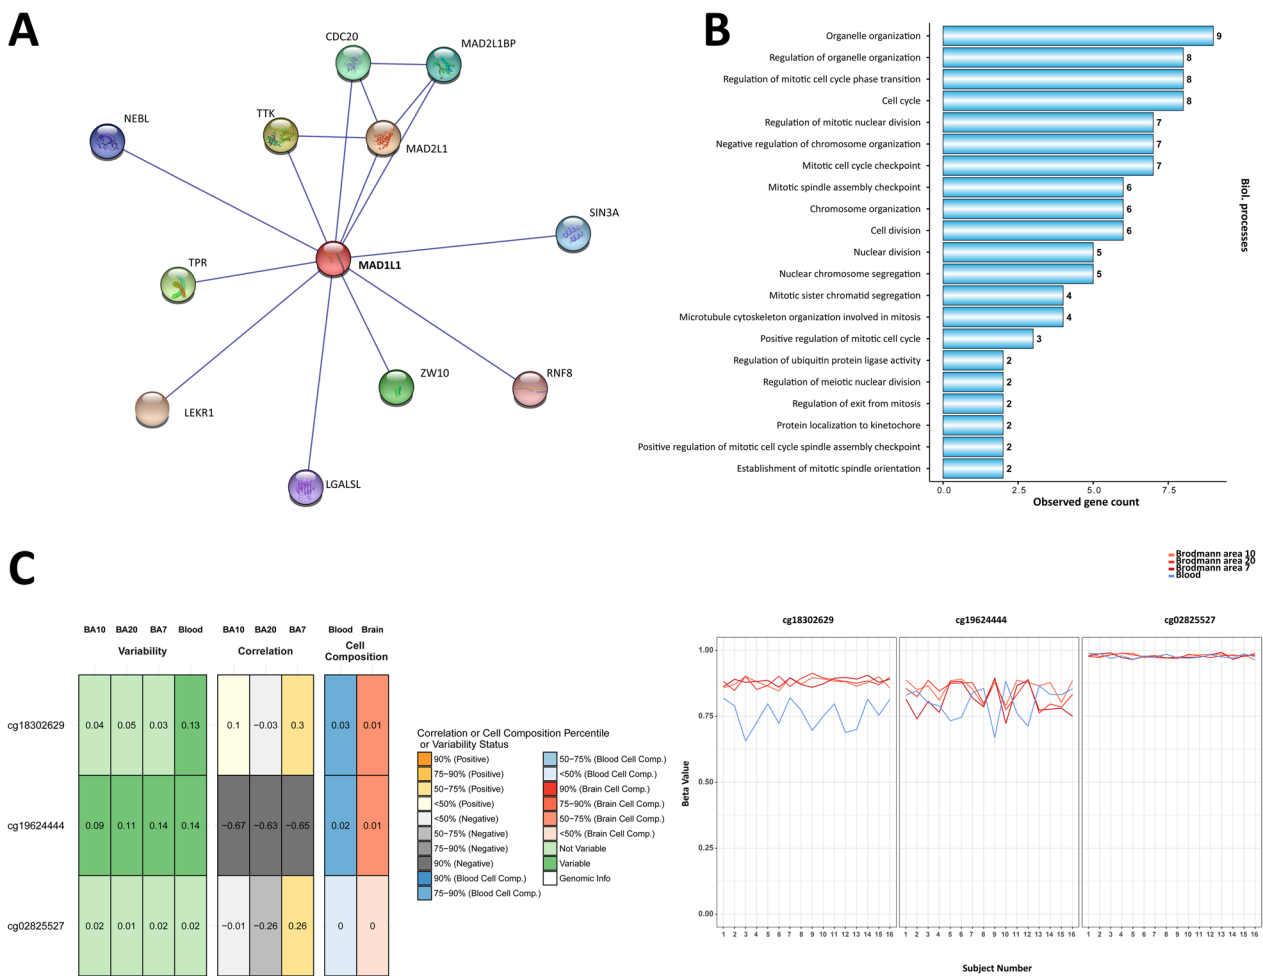 A
CDC20
MAD2L1BP
NEBL
TTK
MAD2L1
SIN3A
TPR
MAD1L1
ZW10
RNF8
LEKR1
LGALSL
B
Organelle organization 9
Regulation of organelle organization 8
Regulation of mitotic cell cycle phase transition 8
Cell cycle 8
Regulation of mitotic nuclear division 7
Negative regulation of chromosome organization 7
Mitotic cell cycle checkpoint 7
Mitotic spindle assembly checkpoint 6
Chromosome organization 6
Cell division 6
Nuclear division 5
Nuclear chromosome segregation 5
Mitotic sister chromatid segregation 4
Microtubule cytoskeleton organization involved in mitosis 4
Positive regulation of mitotic cell cycle 3
Regulation of ubiquitin protein ligase activity 2
Regulation of meiotic nuclear division 2
Regulation of exit from mitosis 2
Protein localization to kinetochore 2
Positive regulation of mitotic cell cycle spindle assembly checkpoint 2
Establishment of mitotic spindle orientation 2
0.0 2.5 5.0 7.5
Observed gene count
Biol. processes
C
BA10 BA20 BA7 Blood BA10 BA20 BA7 Blood Brain
Variability Correlation Cell
Composition
cg18302629 0.04 0.05 0.03 0.13 0.1 −0.03 0.3 0.03 0.01
cg19624444 0.09 0.11 0.14 0.14 −0.67 −0.63 −0.65 0.02 0.01
cg02825527 0.02 0.01 0.02 0.02 −0.01 −0.26 0.26 0 0
Correlation or Cell Composition Percentile
or Variability Status
90% (Positive)
75−90% (Positive)
50−75% (Positive)
<50% (Positive)
<50% (Negative)
50−75% (Negative)
75−90% (Negative)
90% (Negative)
90% (Blood Cell Comp.)
75−90% (Blood Cell Comp.)
50−75% (Blood Cell Comp.)
<50% (Blood Cell Comp.)
90% (Brain Cell Comp.)
75−90% (Brain Cell Comp.)
50−75% (Brain Cell Comp.)
<50% (Brain Cell Comp.)
Not Variable
Variable
Genomic Info
Brodmann area 10
Brodmann area 20
Brodmann area 7
Blood
cg18302629 cg19624444 cg02825527
1.00
0.75
0.50
0.25
0.00
Beta Value
1 2 3 4 5 6 7 8 9 10 11 12 13 14 15 16 1 2 3 4 5 6 7 8 9 10 11 12 13 14 15 16 1 2 3 4 5 6 7 8 9 10 11 12 13 14 15 16
Subject Number